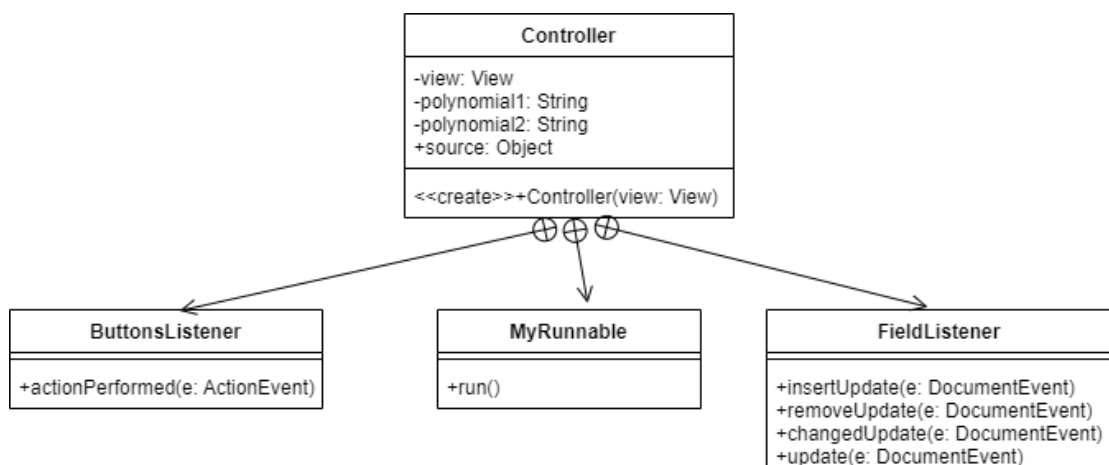 Controller
-view: View
-polynomial1: String
-polynomial2: String
+source: Object
<<create>>+Controller(view: View)
ButtonsListener
+actionPerformed(e: ActionEvent)
MyRunnable
+run()
FieldListener
+insertUpdate(e: DocumentEvent)
+removeUpdate(e: DocumentEvent)
+changedUpdate(e: DocumentEvent)
+update(e: DocumentEvent)